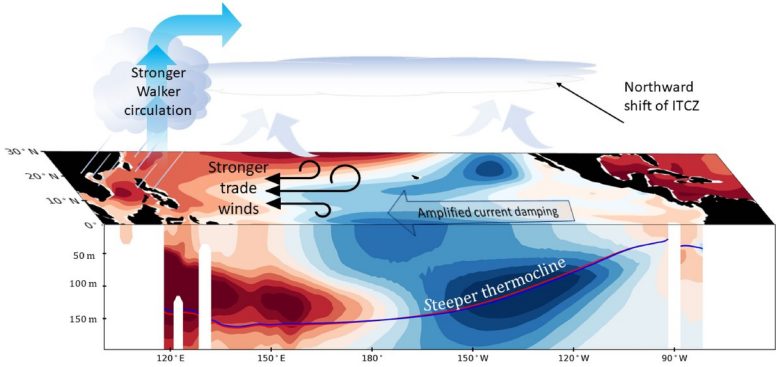 Stronger
Walker
circulation
Northward
shift of ITCZ
30°N
20°N
10°N
0°
Stronger
trade
winds
Amplified current damping
50 m
100 m
150 m
Steeper thermocline
120°E
150°E
180°
150°W
120°W
90°W